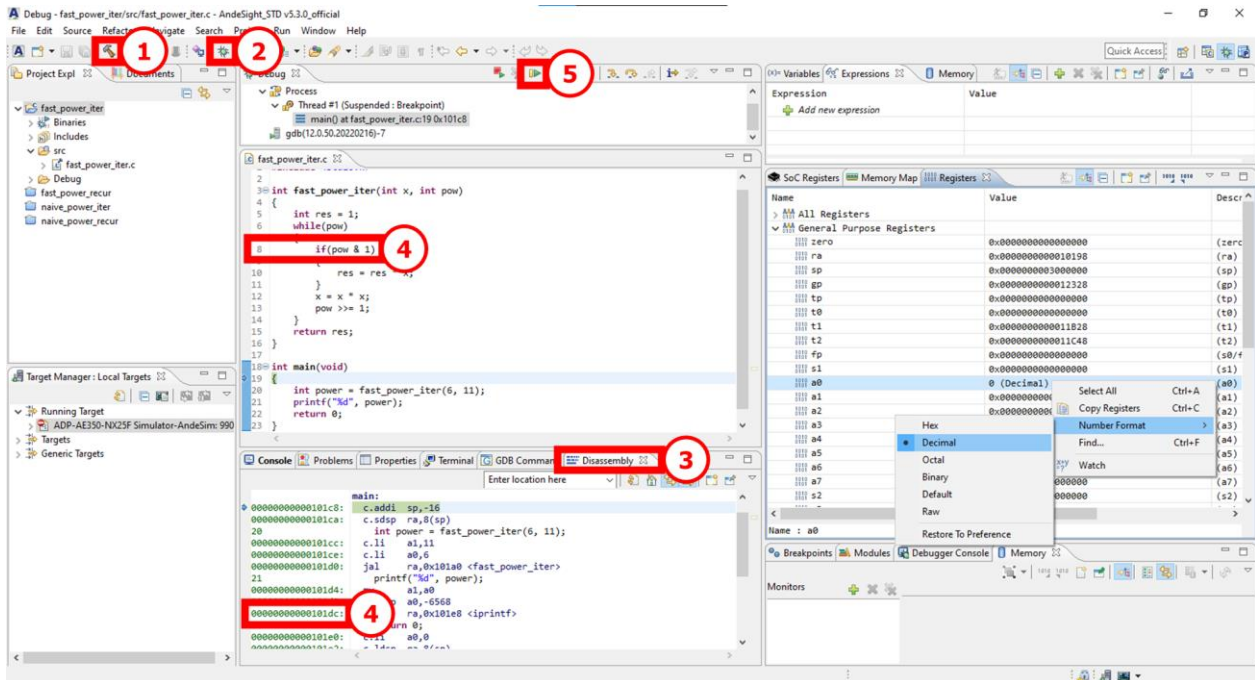 Debug - fast_power_iter/src/fast_power_iter.c - AndeSight_STD v5.3.0_official
File Edit Source Refactor Navigate Search Run Window Help
1
2
Quick Access
Project Expl
Documents
fast_power_iter
Binaries
Includes
src
fast_power_iter.c
Debug
fast_power_recur
naive_power_iter
naive_power_recur
Target Manager : Local Targets
Running Target
ADP-AE350-NX25F Simulator-AndeSim: 990
Targets
Generic Targets
Debug
5
Process
Thread #1 (Suspended : Breakpoint)
main() at fast_power_iter.c:19 0x101c8
gdb(12.0.50.20220216)-7
fast_power_iter.c
2
3 int fast_power_iter(int x, int pow)
4 {
5 int res = 1;
6 while(pow)
8 if(pow & 1)
4
10 res = res * x;
11 }
12 x = x * x;
13 pow >>= 1;
14 }
15 return res;
16 }
17
18 int main(void)
19 {
20 int power = fast_power_iter(6, 11);
21 printf("%d", power);
22 return 0;
23 }
Console Problems Properties Terminal GDB Comman Disassembly
3
Enter location here
main:
00000000000101c8: c.addi sp,-16
00000000000101ca: c.sdsp ra,8(sp)
20 int power = fast_power_iter(6, 11);
00000000000101cc: c.li a1,11
00000000000101ce: c.li a0,6
00000000000101d0: jal ra,0x101a0 <fast_power_iter>
21 printf("%d", power);
00000000000101d4: a1,a0
a0,-6568
00000000000101dc: ra,0x101e8 <iprintf>
4
0;
00000000000101e0: c.li a0,0
(x)= Variables Expressions Memory
Expression Value
Add new expression
SoC Registers Memory Map Registers
Name Value Descr
All Registers
General Purpose Registers
zero 0x0000000000000000 (zero
ra 0x0000000000010198 (ra)
sp 0x0000000003000000 (sp)
gp 0x0000000000012328 (gp)
tp 0x0000000000000000 (tp)
t0 0x0000000000000000 (t0)
t1 0x0000000000011B28 (t1)
t2 0x0000000000011C48 (t2)
fp 0x0000000000000000 (s0/f
s1 0x0000000000000000 (s1)
a0 0 (Decimal) (a0)
a1 (a1)
a2 (a2)
a3 (a3)
a4 (a4)
a5 (a5)
a6 (a6)
a7 (a7)
s2 (s2)
Select All Ctrl+A
Copy Registers Ctrl+C
Number Format
Find... Ctrl+F
Watch
Hex
Decimal
Octal
Binary
Default
Raw
Restore To Preference
Name : a0
Breakpoints Modules Debugger Console Memory
Monitors